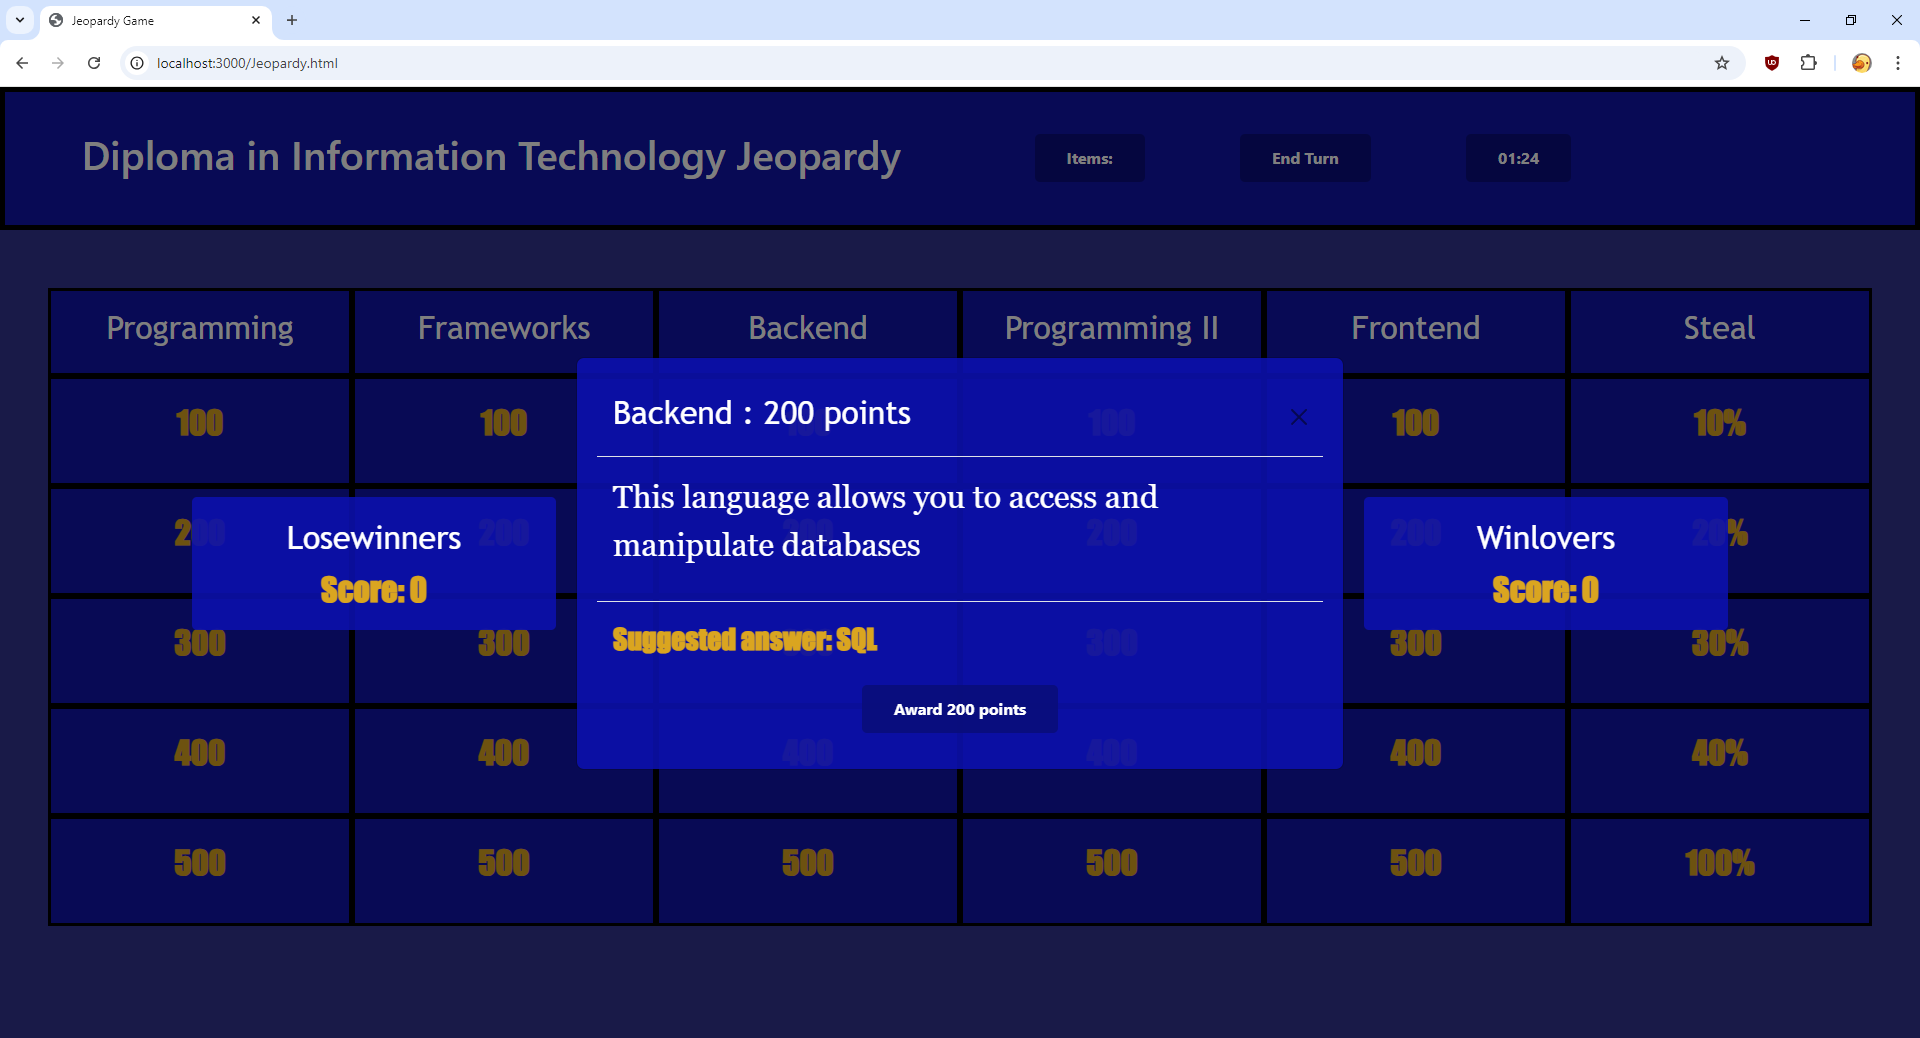 Jeopardy Game
localhost:3000/Jeopardy.html
Diploma in Information Technology Jeopardy
Items:
End Turn
01:24
Programming Frameworks Backend Programming II Frontend Steal
100 100 100 100 10%
Backend : 200 points
This language allows you to access and
manipulate databases
200 200 200 200 200 20%
Losewinners
Score: 0
Winlovers
Score: 0
300 300 300 300 30%
Suggested answer: SQL
Award 200 points
400 400 400 400 400 40%
500 500 500 500 500 100%